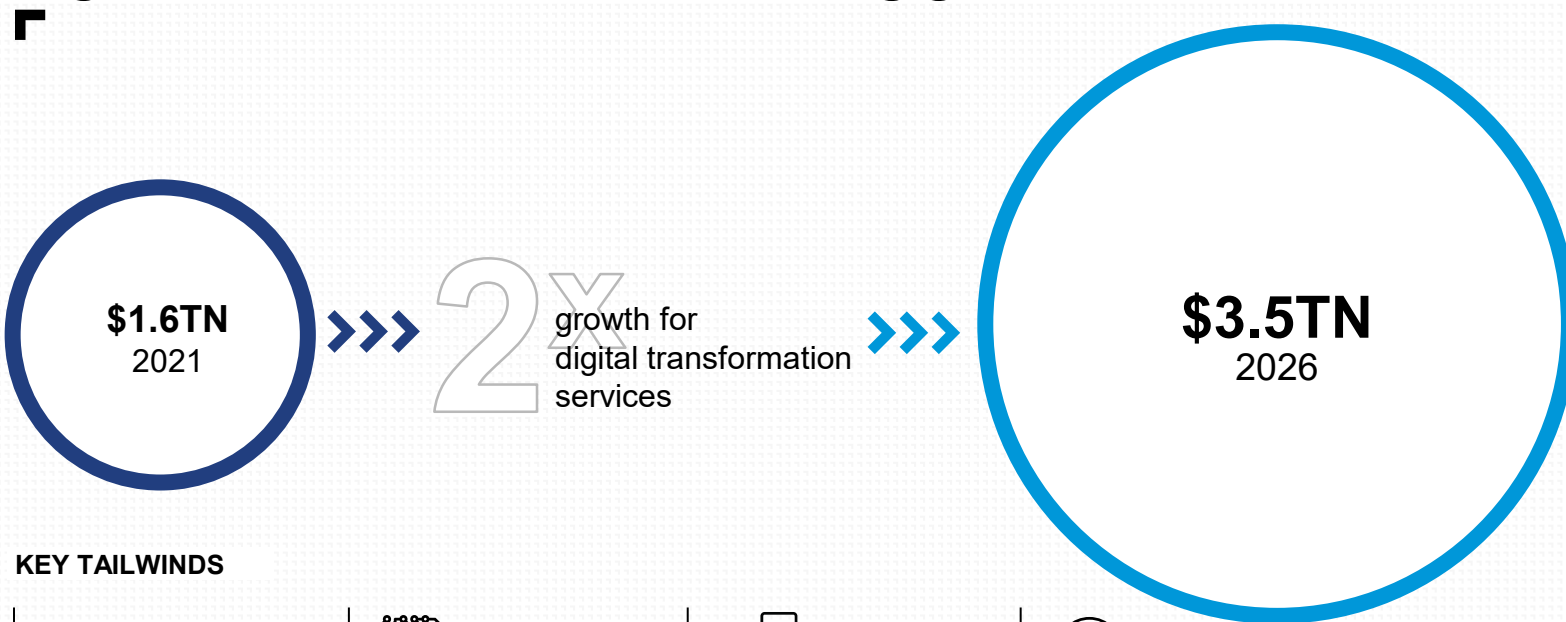 $1.6TN
2021
2x
growth for
digital transformation
services
$3.5TN
2026
KEY TAILWINDS